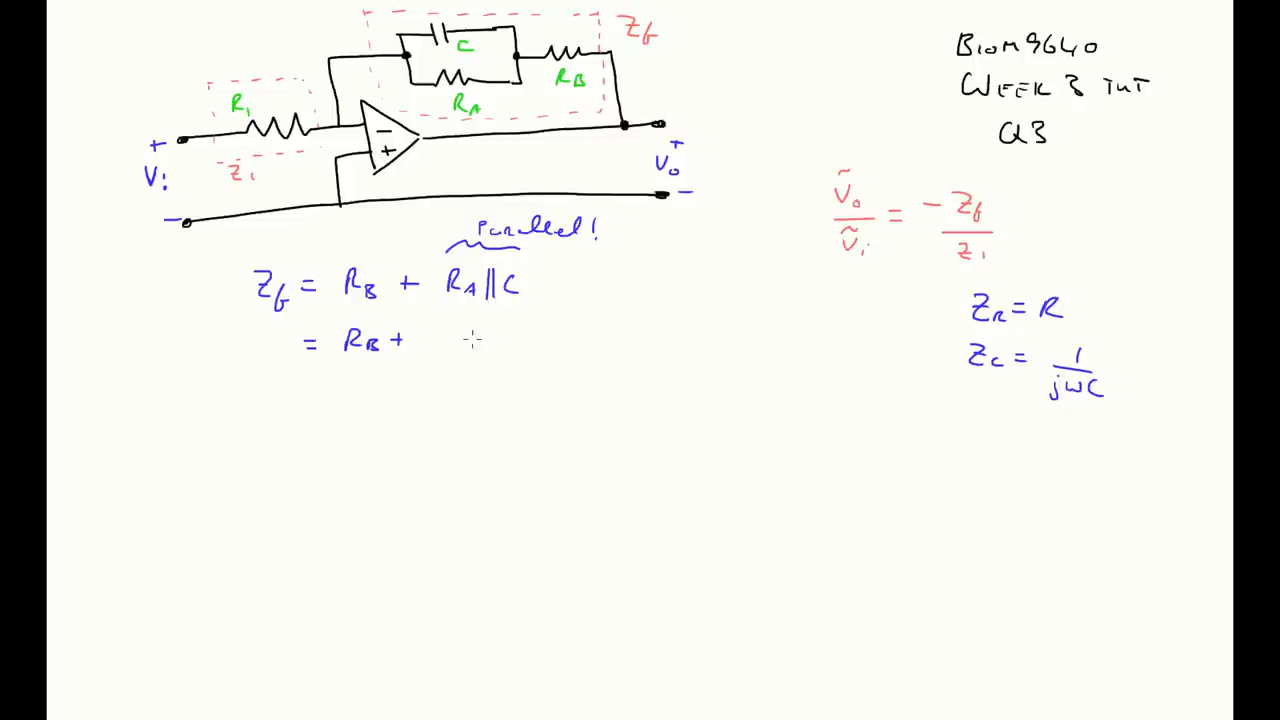 Zf
C
BIOM9640
RB
RA
WEEK 3 TUT
R1
Q3
−
+
+
+
Vi
Z1
Vo
−
−
Ṽo/Ṽi = −Zf/Z1
Parallel!
Zf = RB + RA||C
ZR = R
= RB +
ZC = 1/jωC